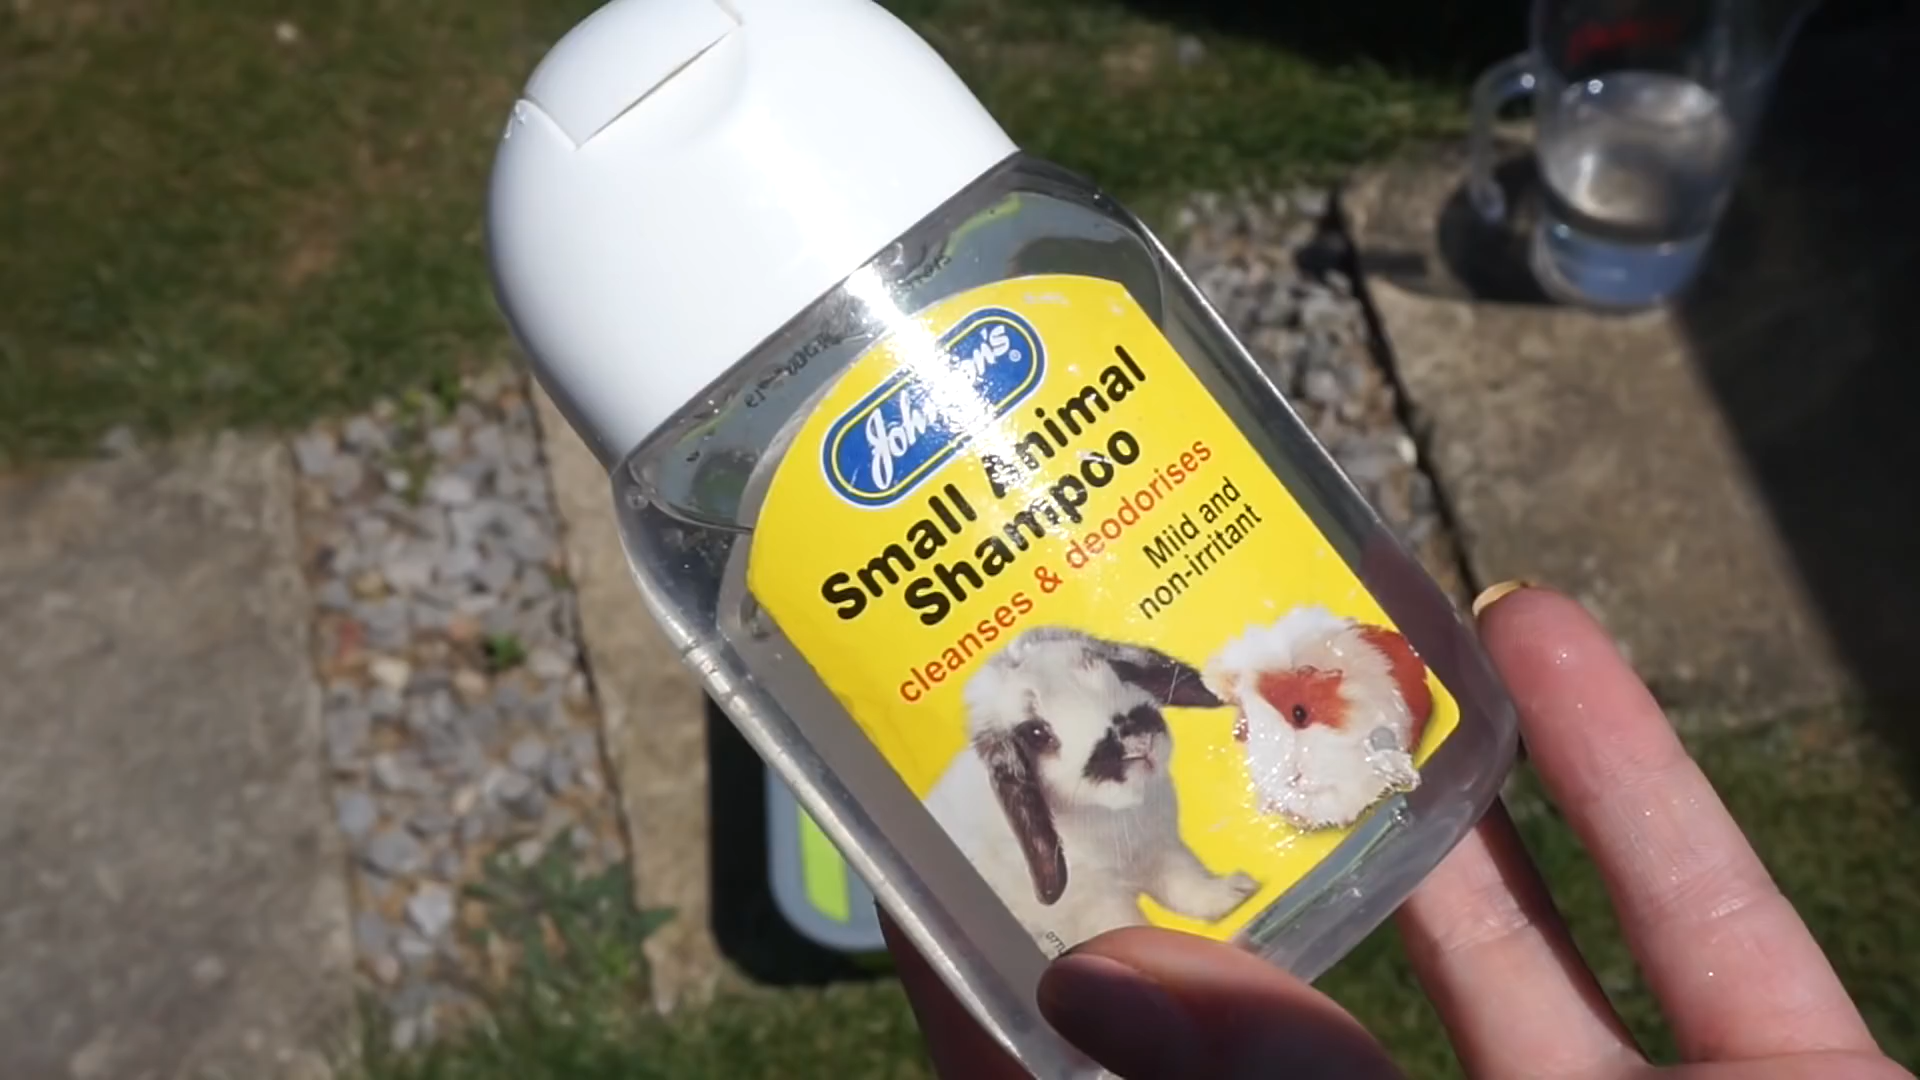 Johnson's
Small Animal
Shampoo
cleanses & deodorises
Mild and
non-irritant